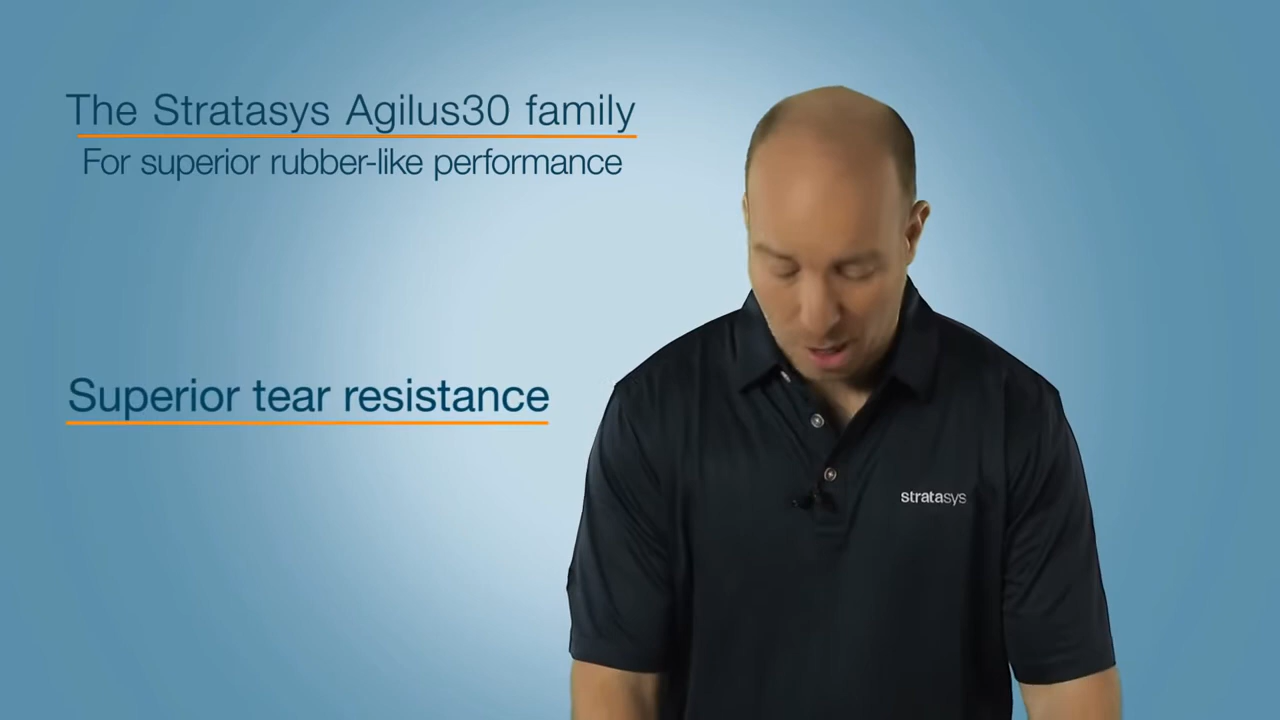 The Stratasys Agilus30 family
For superior rubber-like performance
Superior tear resistance
stratasys